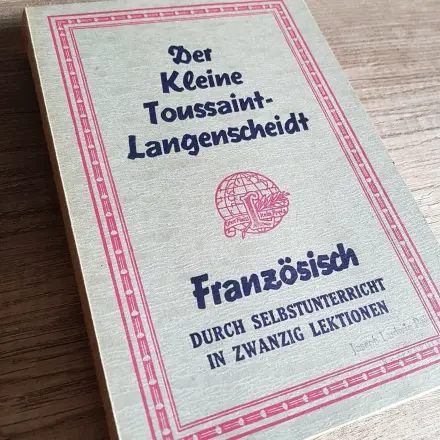 Der
Kleine
Toussaint-
Langenscheidt
Französisch
DURCH SELBSTUNTERRICHT
IN ZWANZIG LEKTIONEN